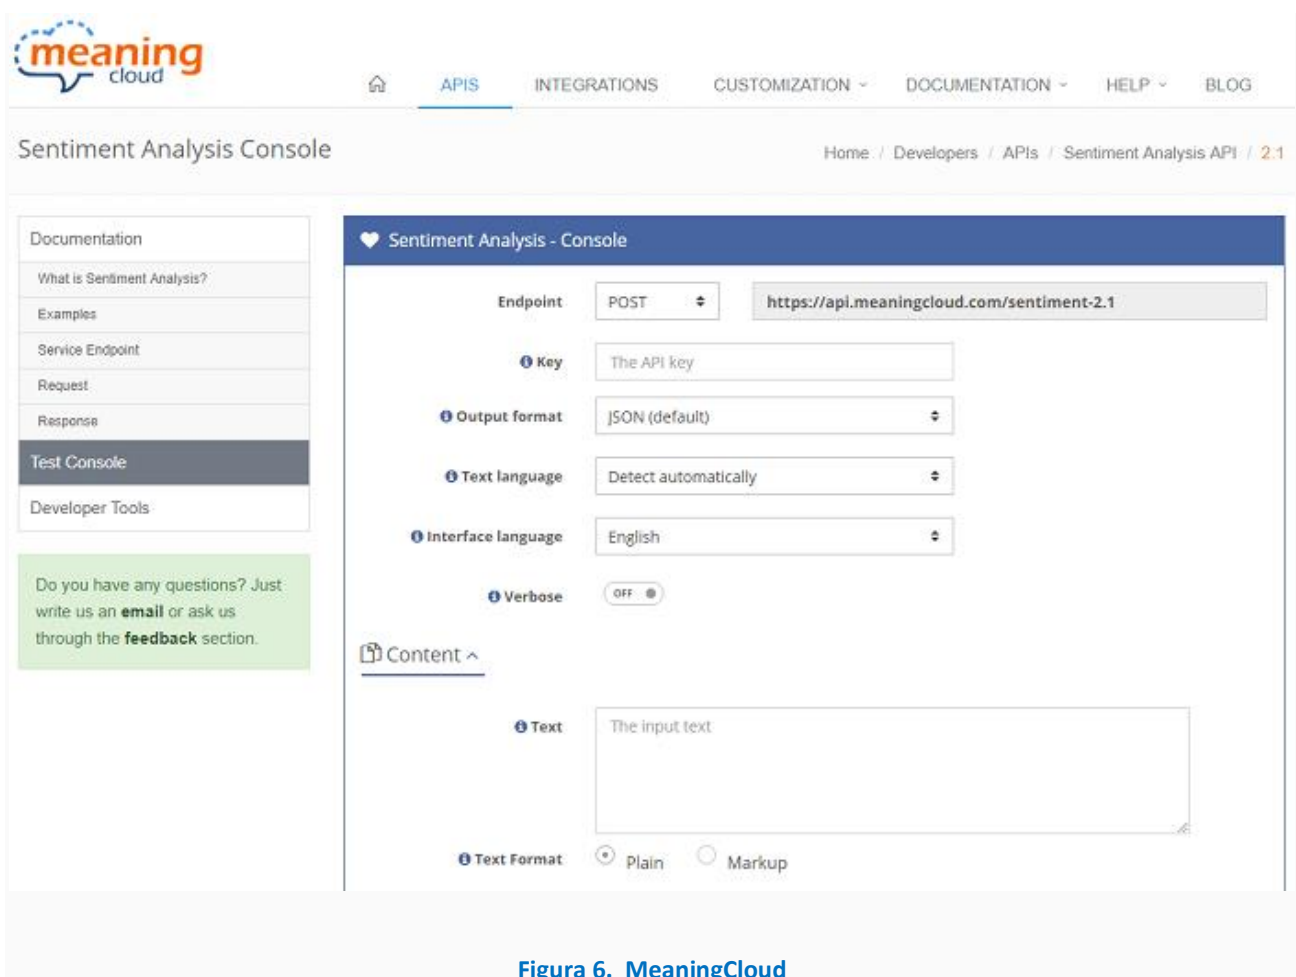 meaning
cloud
APIS INTEGRATIONS CUSTOMIZATION DOCUMENTATION HELP BLOG
Sentiment Analysis Console
Home / Developers / APIs / Sentiment Analysis API / 2.1
Documentation
What is Sentiment Analysis?
Examples
Service Endpoint
Request
Response
Test Console
Developer Tools
Do you have any questions? Just
write us an email or ask us
through the feedback section.
Sentiment Analysis - Console
Endpoint POST https://api.meaningcloud.com/sentiment-2.1
Key The API key
Output format JSON (default)
Text language Detect automatically
Interface language English
Verbose OFF
Content
Text The input text
Text Format Plain Markup
Figura 6. MeaningCloud